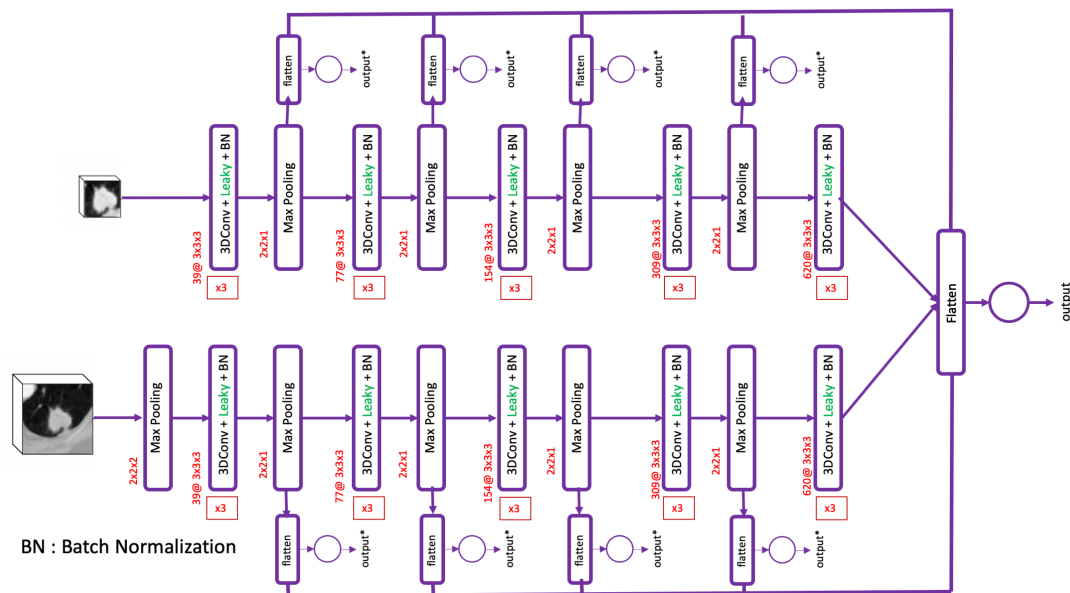 flatten
output*
flatten
output*
flatten
output*
flatten
output*
39@ 3x3x3
3DConv + Leaky + BN
x3
2x2x1
Max Pooling
77@ 3x3x3
3DConv + Leaky + BN
x3
2x2x1
Max Pooling
154@ 3x3x3
3DConv + Leaky + BN
x3
2x2x1
Max Pooling
309@ 3x3x3
3DConv + Leaky + BN
x3
2x2x1
Max Pooling
620@ 3x3x3
3DConv + Leaky + BN
x3
Flatten
output
2x2x2
Max Pooling
39@ 3x3x3
3DConv + Leaky + BN
x3
2x2x1
Max Pooling
77@ 3x3x3
3DConv + Leaky + BN
x3
2x2x1
Max Pooling
154@ 3x3x3
3DConv + Leaky + BN
x3
2x2x1
Max Pooling
309@ 3x3x3
3DConv + Leaky + BN
x3
2x2x1
Max Pooling
620@ 3x3x3
3DConv + Leaky + BN
x3
BN : Batch Normalization
flatten
output*
flatten
output*
flatten
output*
flatten
output*